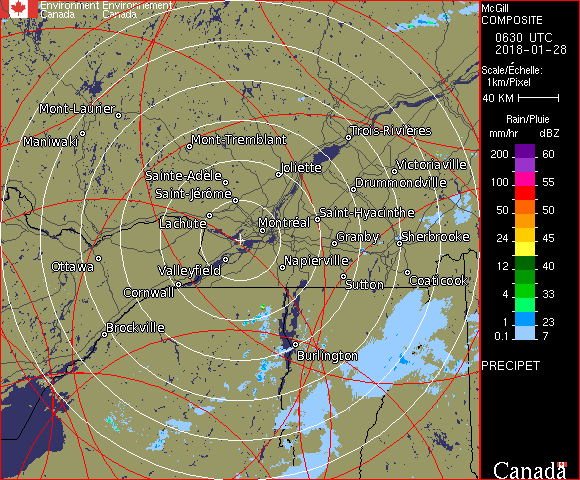 Environment Environnement
Canada Canada
McGill
COMPOSITE
0630 UTC
2018-01-28
Scale/Échelle:
1km/Pixel
40 KM
Rain/Pluie
mm/hr dBZ
200 60
100 55
50 50
24 45
12 40
4 33
1 23
0.1 7
PRECIPET
Canada
Mont-Laurier
Maniwaki
Mont-Tremblant
Trois-Rivières
Sainte-Adèle
Joliette
Victoriaville
Saint-Jérôme
Drummondville
Lachute
Montréal
Saint-Hyacinthe
Granby
Sherbrooke
Ottawa
Valleyfield
Napierville
Cornwall
Sutton
Coaticook
Brockville
Burlington